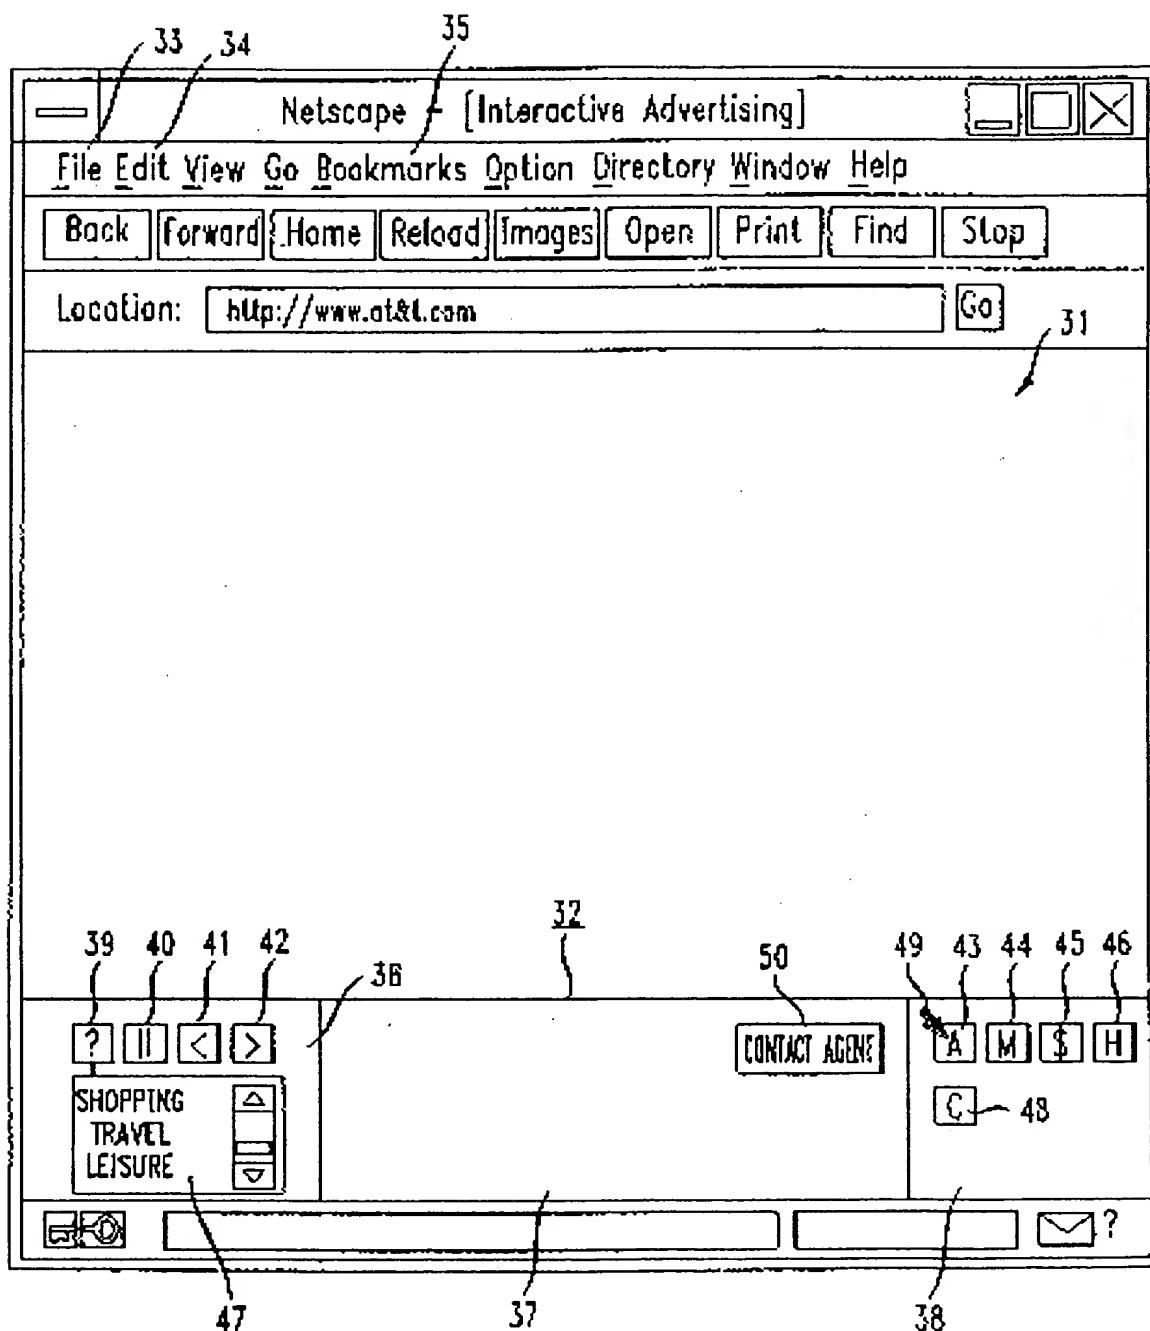 33 34 35
Netscape - [Interactive Advertising]
File Edit View Go Bookmarks Option Directory Window Help
Back Forward Home Reload Images Open Print Find Stop
Location: http://www.at&t.com Go
31
32
39 40 41 42 36 50 49 43 44 45 46
? || < > CONTACT AGENE A M $ H
SHOPPING
TRAVEL
LEISURE
C 48
?
47 37 38